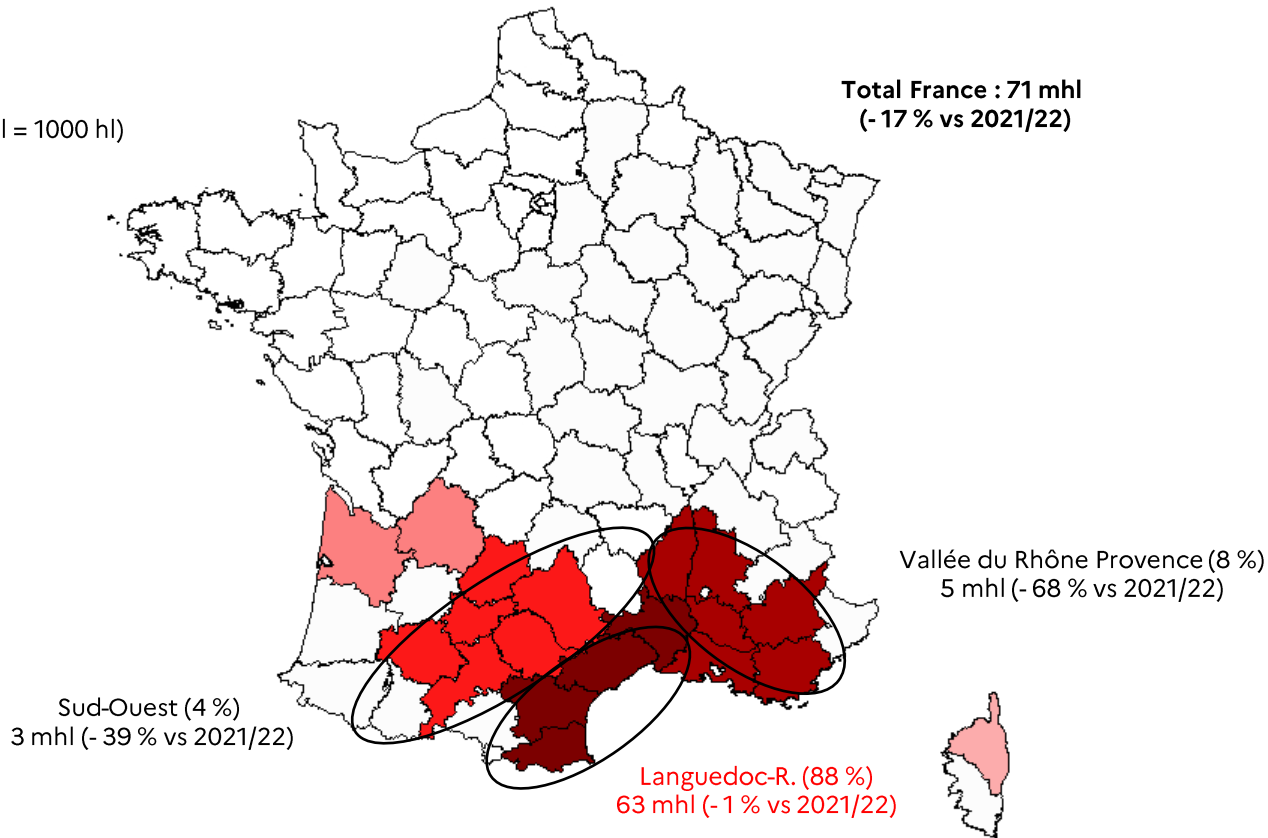 Total France : 71 mhl
(- 17 % vs 2021/22)
l = 1000 hl)
Vallée du Rhône Provence (8 %)
5 mhl (- 68 % vs 2021/22)
Sud-Ouest (4 %)
3 mhl (- 39 % vs 2021/22)
Languedoc-R. (88 %)
63 mhl (- 1 % vs 2021/22)